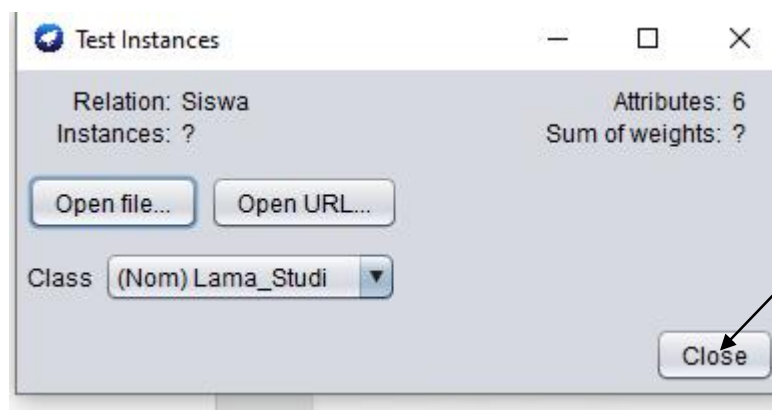 Test Instances
Relation: Siswa
Attributes: 6
Instances: ?
Sum of weights: ?
Open file...
Open URL...
Class (Nom) Lama_Studi
Close